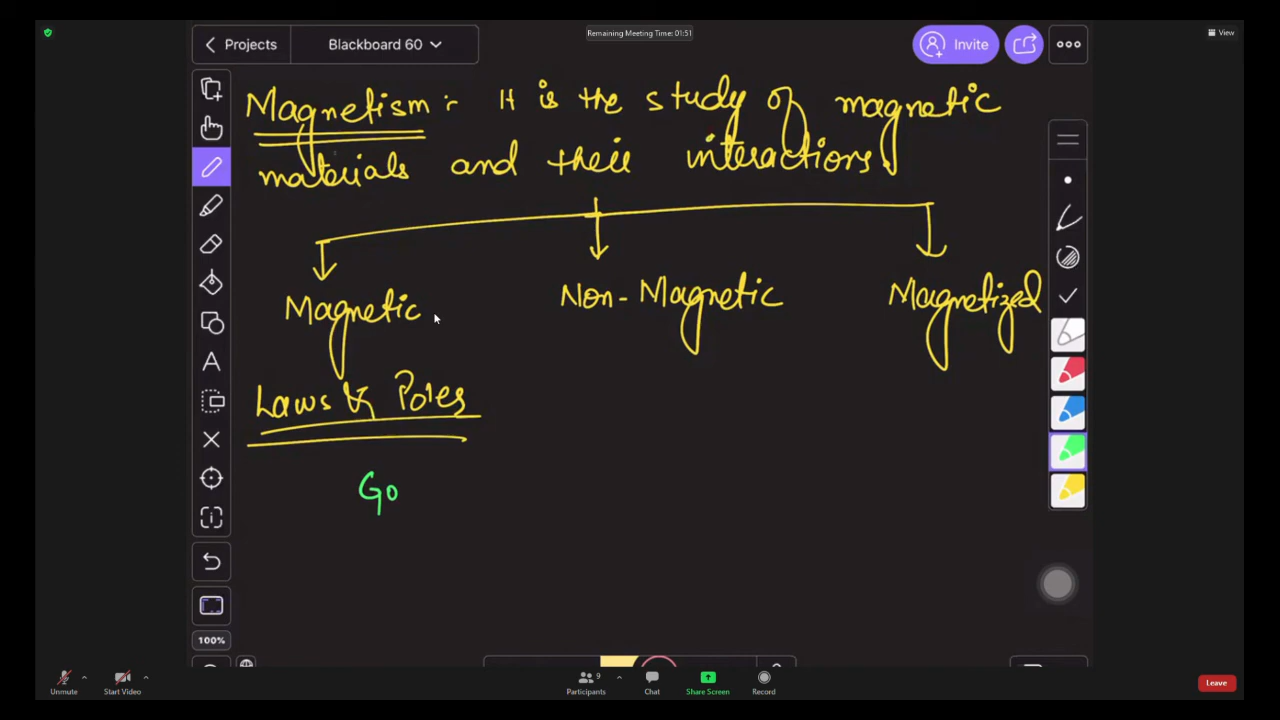 Remaining Meeting Time: 01:51
View
Projects
Blackboard 60
Invite
Magnetism :- It is the study of magnetic
materials and their interactions.
Magnetic
Non-Magnetic
Magnetized
Laws & Poles
Go
A
100%
Unmute
Start Video
Participants
9
Chat
Share Screen
Record
Leave